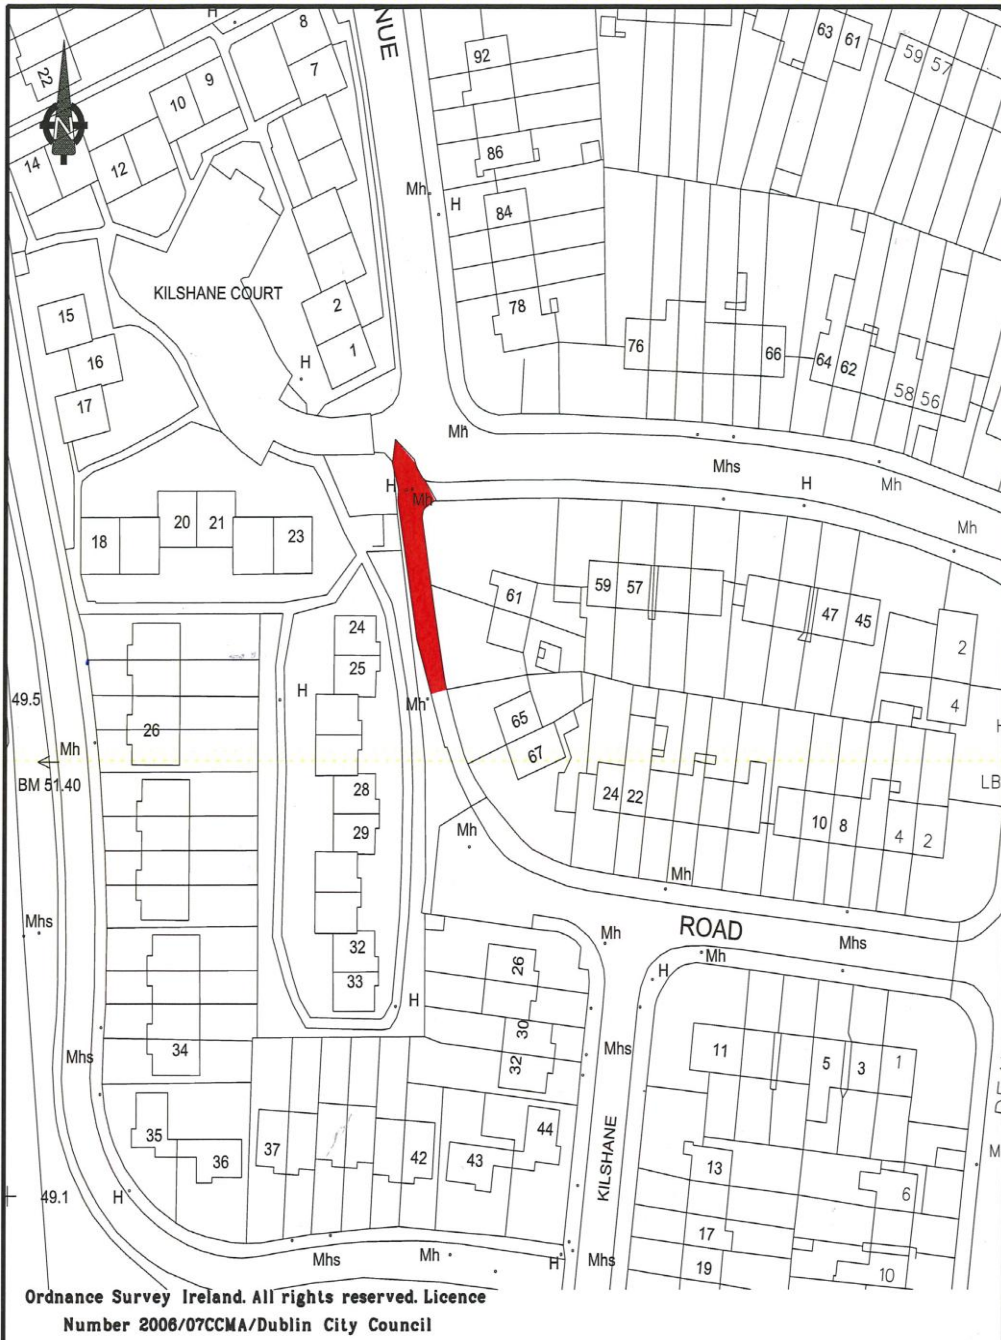 H
8
NUE
92
63
61
59 57
22
9
7
10
N
14
12
86
Mh
H
84
KILSHANE COURT
2
78
15
1
76
66
64
62
16
H
58 56
17
Mh
Mhs
H
Mh
H
Mh
Mh
20
21
18
23
61
59
57
47
45
24
2
25
H
49.5
Mh
4
26
65
Mh
67
BM 51.40
28
24 22
LB
29
Mh
10
8
4
2
Mh
Mhs
ROAD
Mh
Mhs
32
26
Mh
33
H
H
30
Mhs
34
32
Mhs
11
5
3
1
35
37
44
36
42
43
KILSHANE
13
49.1
H
6
17
Mhs
Mh
H
Mhs
19
10
Ordnance Survey Ireland. All rights reserved. Licence
Number 2006/07CCMA/Dublin City Council